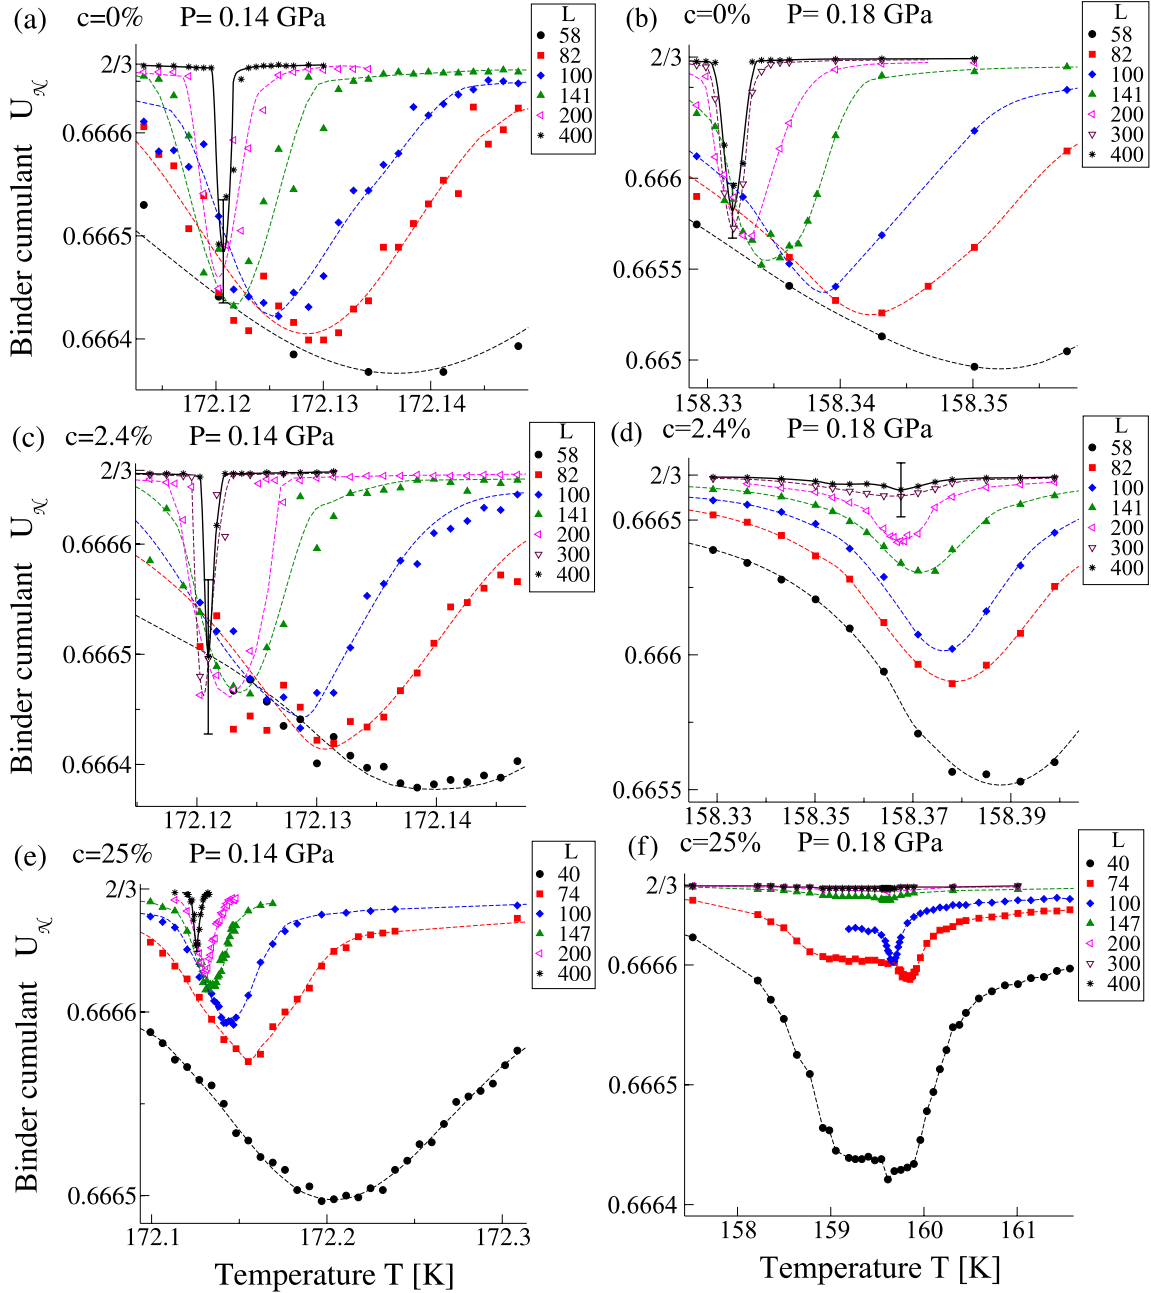 (a) c=0% P= 0.14 GPa
L
58
82
100
141
200
400
2/3
0.6666
0.6665
0.6664
172.12 172.13 172.14
Binder cumulant U𝒩
(b) c=0% P= 0.18 GPa
L
58
82
100
141
200
300
400
2/3
0.666
0.6655
0.665
158.33 158.34 158.35
(c) c=2.4% P= 0.14 GPa
L
58
82
100
141
200
300
400
2/3
0.6666
0.6665
0.6664
172.12 172.13 172.14
Binder cumulant U𝒩
(d) c=2.4% P= 0.18 GPa
L
58
82
100
141
200
300
400
2/3
0.6665
0.666
0.6655
158.33 158.35 158.37 158.39
(e) c=25% P= 0.14 GPa
L
40
74
100
147
200
400
2/3
0.6666
0.6665
172.1 172.2 172.3
Binder cumulant U𝒩
Temperature T [K]
(f) c=25% P= 0.18 GPa
L
40
74
100
147
200
300
400
2/3
0.6666
0.6665
0.6664
158 159 160 161
Temperature T [K]